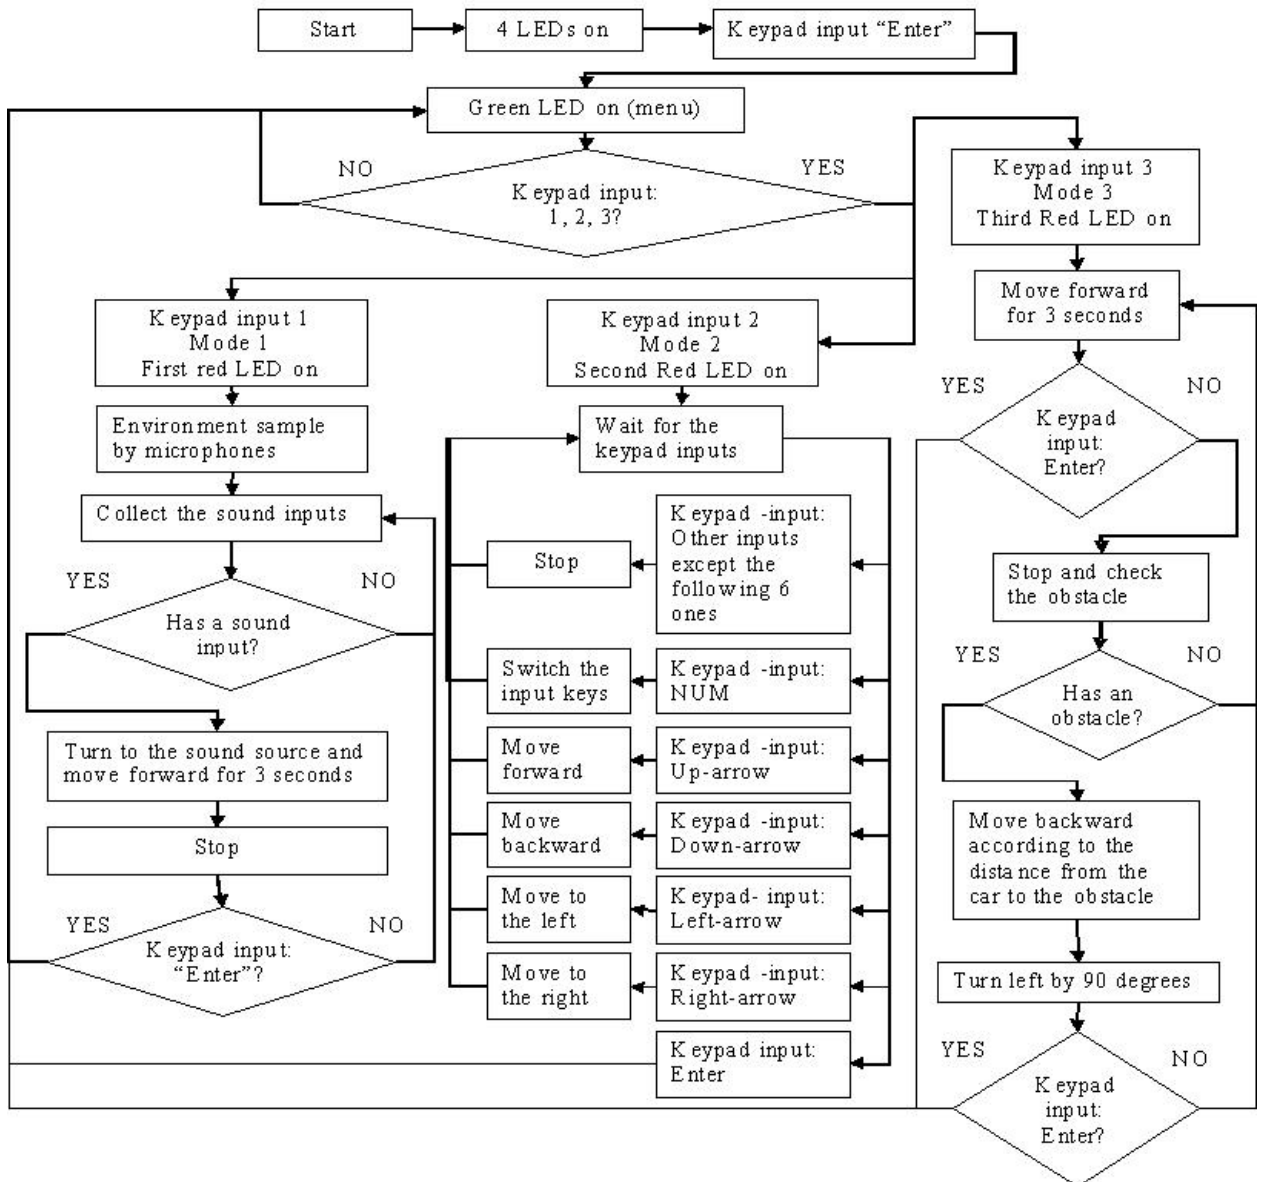 Start
4 LEDs on
Keypad input “Enter”
Green LED on (menu)
NO
YES
Keypad input:
1, 2, 3?
Keypad input 3
Mode 3
Third Red LED on
Move forward
for 3 seconds
Keypad input 1
Mode 1
First red LED on
Keypad input 2
Mode 2
Second Red LED on
YES
NO
Keypad
input:
Enter?
Environment sample
by microphones
Wait for the
keypad inputs
Collect the sound inputs
YES
NO
Has a sound
input?
Stop
Keypad -input:
Other inputs
except the
following 6
ones
Stop and check
the obstacle
YES
NO
Has an
obstacle?
Switch the
input keys
Keypad -input:
NUM
Turn to the sound source and
move forward for 3 seconds
Move
forward
Keypad -input:
Up-arrow
Stop
Move
backward
Keypad -input:
Down-arrow
Move backward
according to the
distance from the
car to the obstacle
YES
NO
Keypad input:
“Enter”?
Move to
the left
Keypad- input:
Left-arrow
Move to
the right
Keypad -input:
Right-arrow
Turn left by 90 degrees
Keypad input:
Enter
YES
NO
Keypad
input:
Enter?